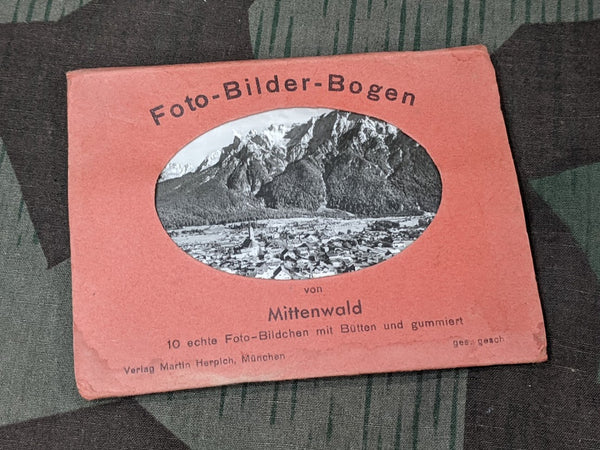 Foto-Bilder-Bogen
von
Mittenwald
10 echte Foto-Bildchen mit Bütten und gummiert
Verlag Martin Herpich, München
ges. gesch.